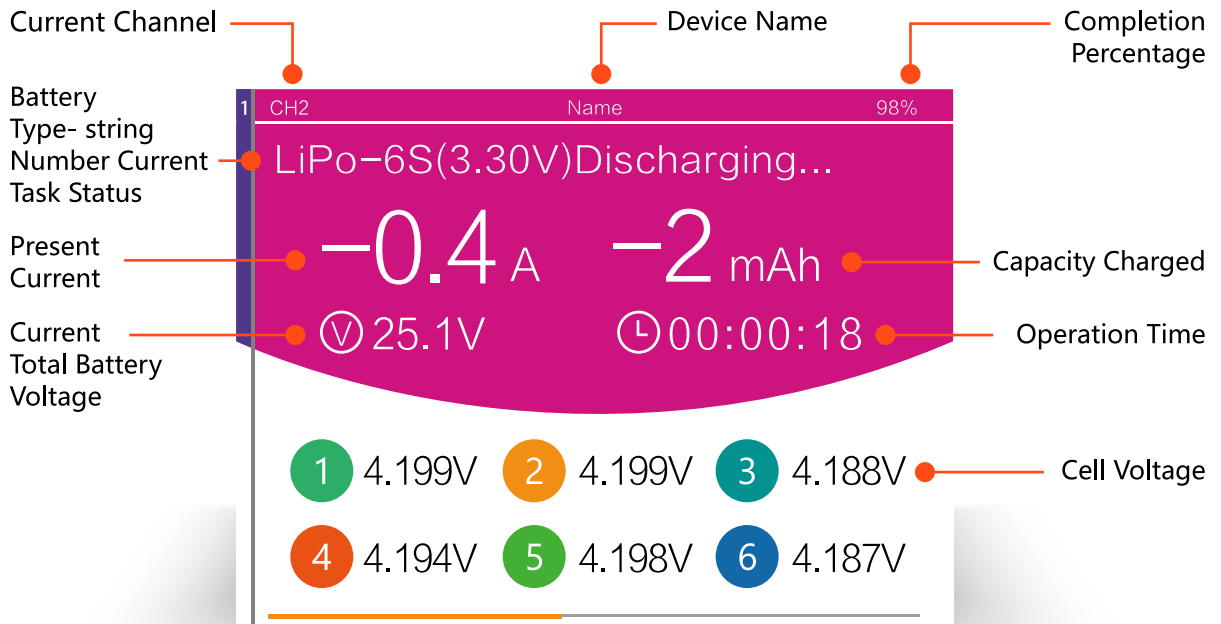 Current Channel
Device Name
Completion
Percentage
Battery
Type- string
Number Current
Task Status
1
CH2
Name
98%
LiPo-6S(3.30V)Discharging...
Present
Current
-0.4 A
-2 mAh
Capacity Charged
Current
Total Battery
Voltage
V 25.1V
00:00:18
Operation Time
1 4.199V
2 4.199V
3 4.188V
Cell Voltage
4 4.194V
5 4.198V
6 4.187V